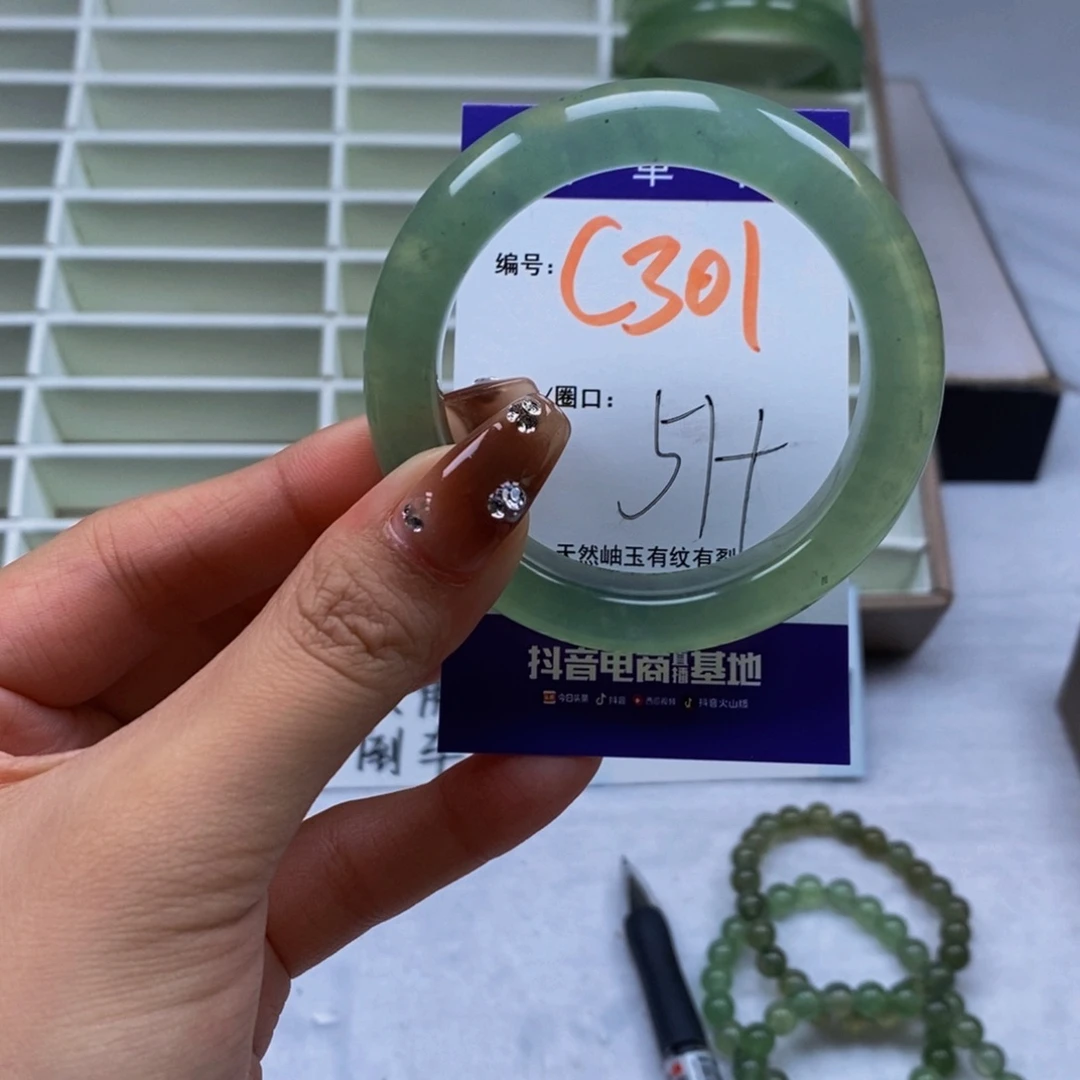 单
编号: C301
/圈口: 57+
天然岫玉有纹有裂
抖音电商直播基地
今日头条 抖音 西瓜视频 抖音火山版